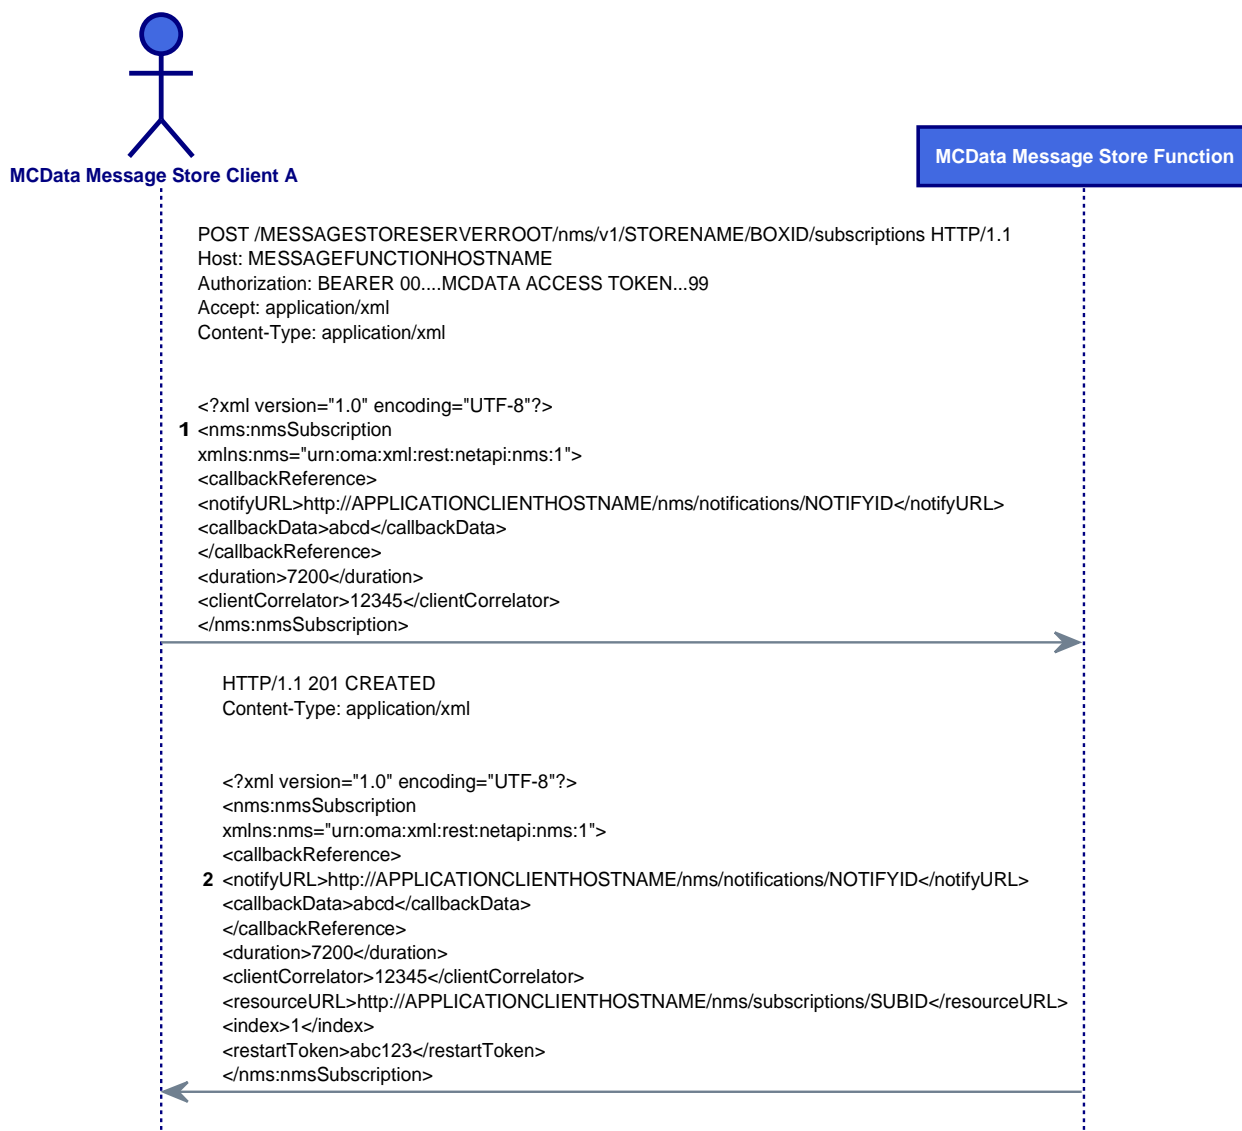 MCData Message Store Client A
MCData Message Store Function
POST /MESSAGESTORESERVERROOT/nms/v1/STORENAME/BOXID/subscriptions HTTP/1.1
Host: MESSAGEFUNCTIONHOSTNAME
Authorization: BEARER 00....MCDATA ACCESS TOKEN...99
Accept: application/xml
Content-Type: application/xml
<?xml version="1.0" encoding="UTF-8"?>
1 <nms:nmsSubscription
xmlns:nms="urn:oma:xml:rest:netapi:nms:1">
<callbackReference>
<notifyURL>http://APPLICATIONCLIENTHOSTNAME/nms/notifications/NOTIFYID</notifyURL>
<callbackData>abcd</callbackData>
</callbackReference>
<duration>7200</duration>
<clientCorrelator>12345</clientCorrelator>
</nms:nmsSubscription>
HTTP/1.1 201 CREATED
Content-Type: application/xml
<?xml version="1.0" encoding="UTF-8"?>
<nms:nmsSubscription
xmlns:nms="urn:oma:xml:rest:netapi:nms:1">
<callbackReference>
2 <notifyURL>http://APPLICATIONCLIENTHOSTNAME/nms/notifications/NOTIFYID</notifyURL>
<callbackData>abcd</callbackData>
</callbackReference>
<duration>7200</duration>
<clientCorrelator>12345</clientCorrelator>
<resourceURL>http://APPLICATIONCLIENTHOSTNAME/nms/subscriptions/SUBID</resourceURL>
<index>1</index>
<restartToken>abc123</restartToken>
</nms:nmsSubscription>